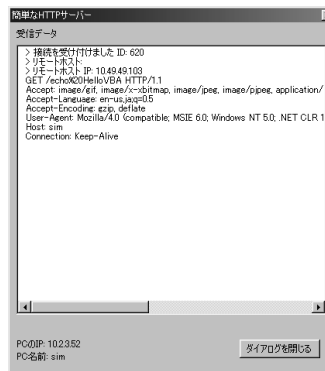 簡単なHTTPサーバー
受信データ
> 接続を受け付けました ID: 620
> リモートホスト:
> リモートホスト IP: 10.49.49.103
GET /echo%20HelloVBA HTTP/1.1
Accept: image/gif, image/x-xbitmap, image/jpeg, image/pjpeg, application/
Accept-Language: en-us,ja;q=0.5
Accept-Encoding: gzip, deflate
User-Agent: Mozilla/4.0 (compatible; MSIE 6.0; Windows NT 5.0; .NET CLR 1
Host: sim
Connection: Keep-Alive
PCのIP: 10.2.3.52
PC名前: sim
ダイアログを閉じる